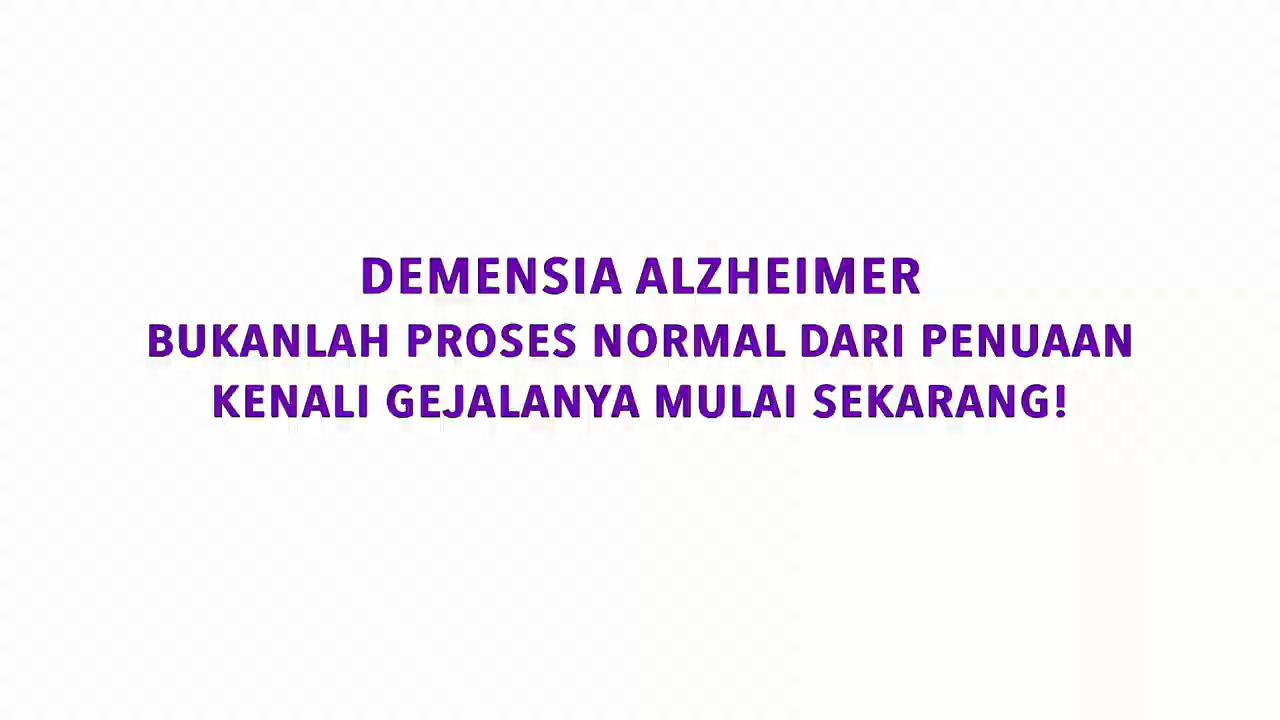 DEMENSIA ALZHEIMER
BUKANLAH PROSES NORMAL DARI PENUAAN
KENALI GEJALANYA MULAI SEKARANG!